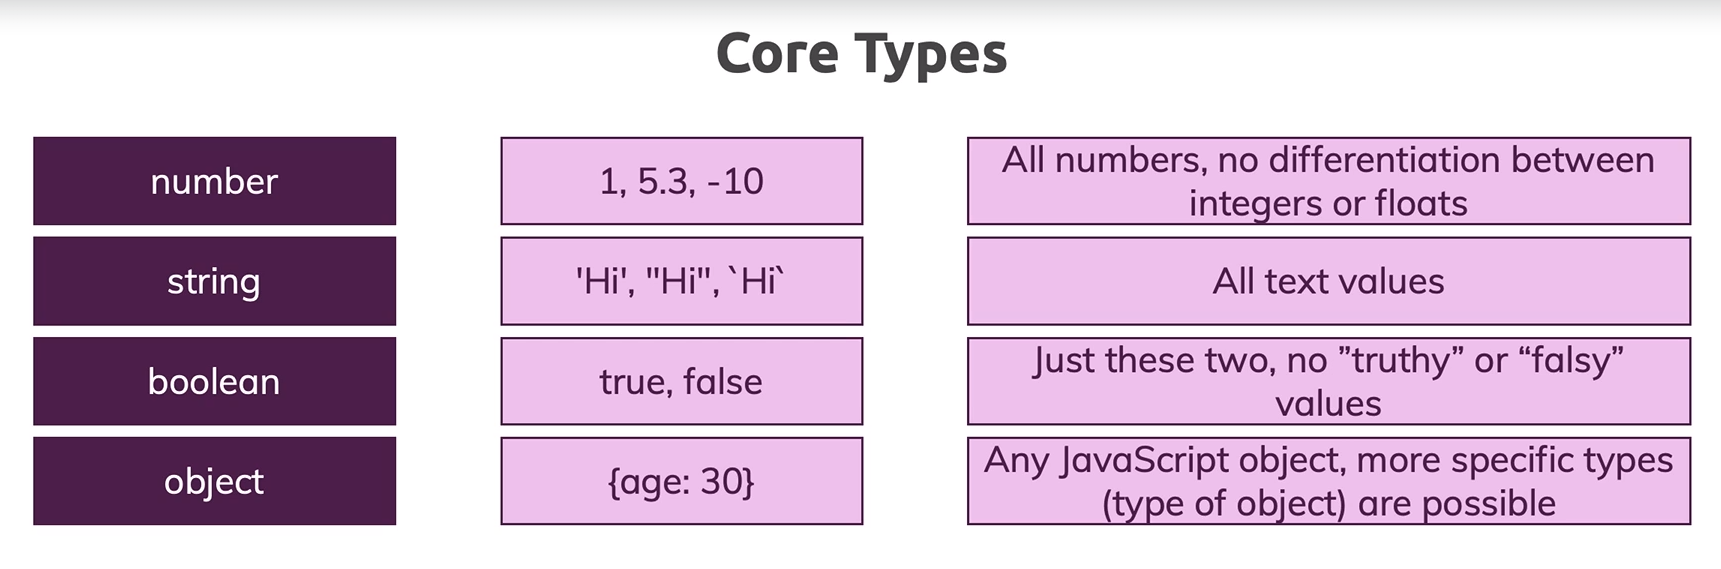 Core Types
number
1, 5.3, -10
All numbers, no differentiation between
integers or floats
string
'Hi', "Hi", `Hi`
All text values
boolean
true, false
Just these two, no ”truthy” or “falsy”
values
object
{age: 30}
Any JavaScript object, more specific types
(type of object) are possible